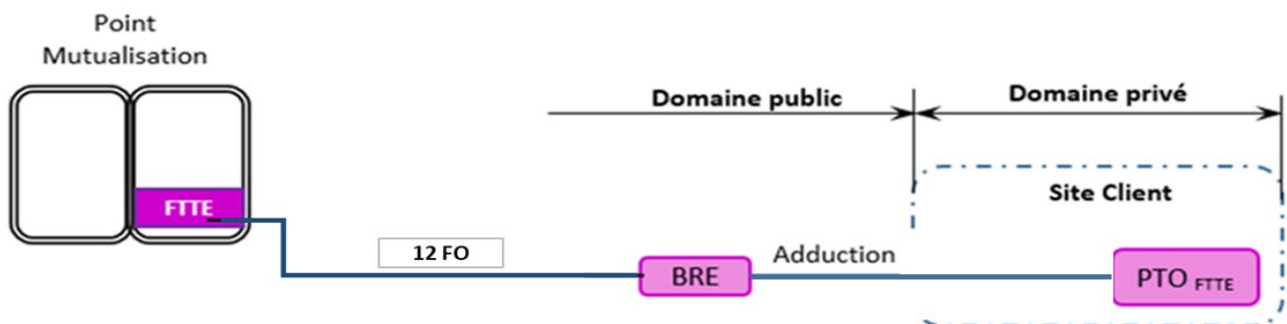 Point
Mutualisation
Domaine public
Domaine privé
Site Client
FTTE
12 FO
BRE
Adduction
PTO FTTE